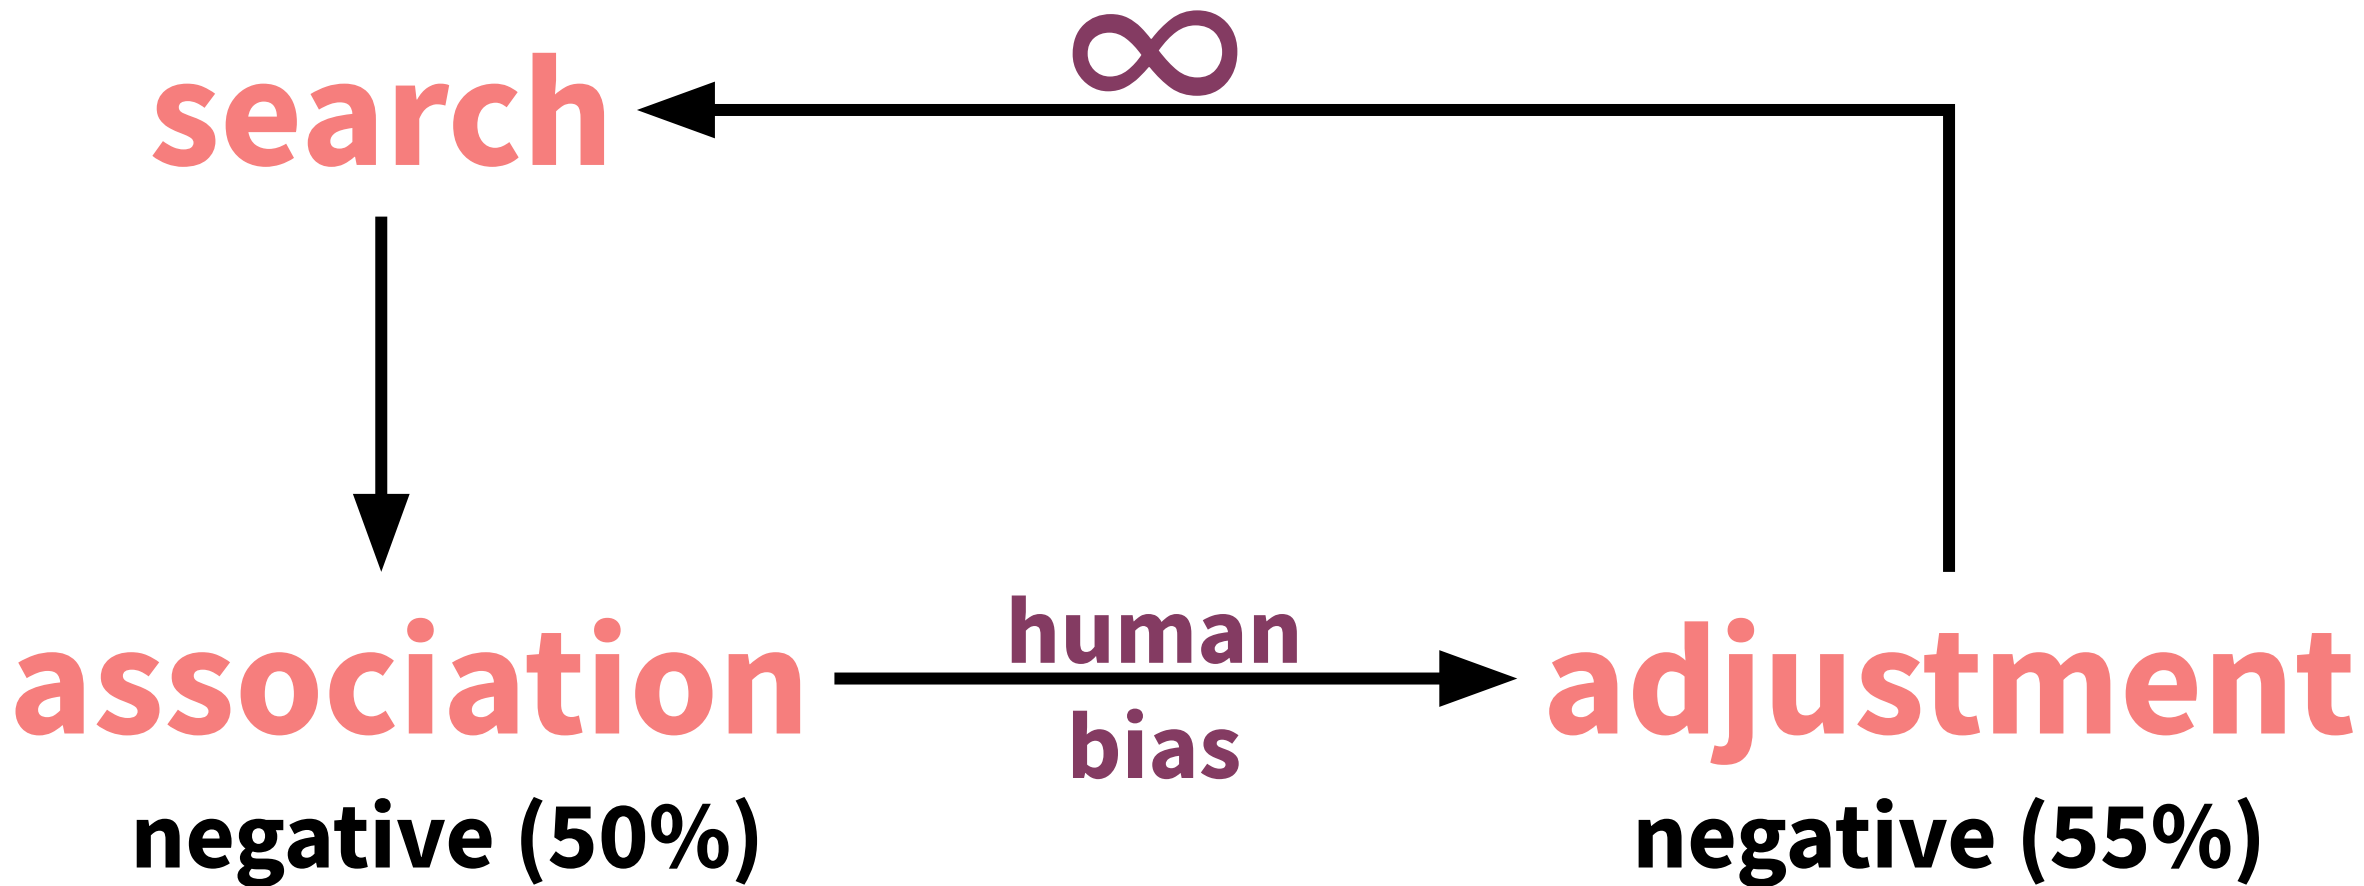 ∞
search
human
association
adjustment
bias
negative (50%)
negative (55%)